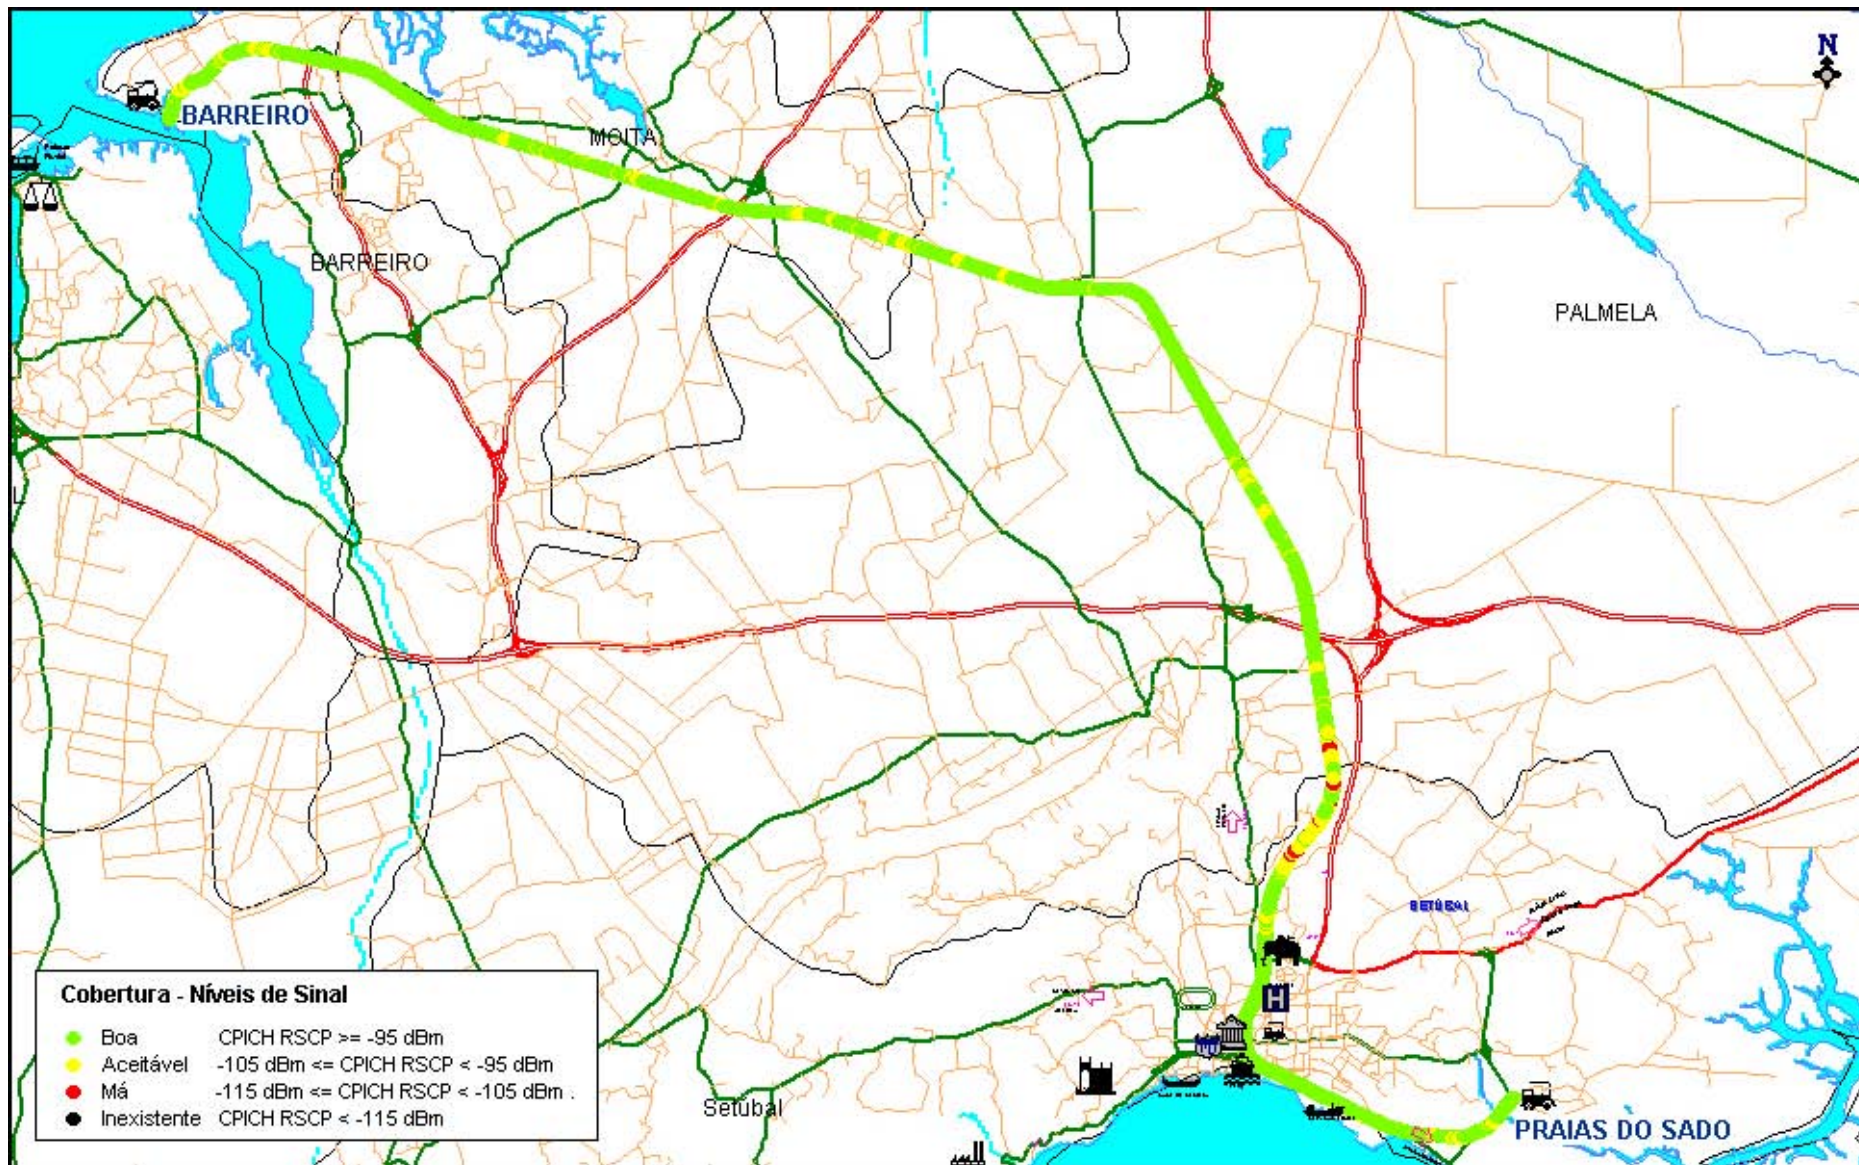 N
BARREIRO
MOITA
BARREIRO
PALMELA
SETÚBAL
H
Setúbal
PRAIAS DO SADO
Cobertura - Níveis de Sinal
Boa CPICH RSCP >= -95 dBm
Aceitável -105 dBm <= CPICH RSCP < -95 dBm
Má -115 dBm <= CPICH RSCP < -105 dBm .
Inexistente CPICH RSCP < -115 dBm